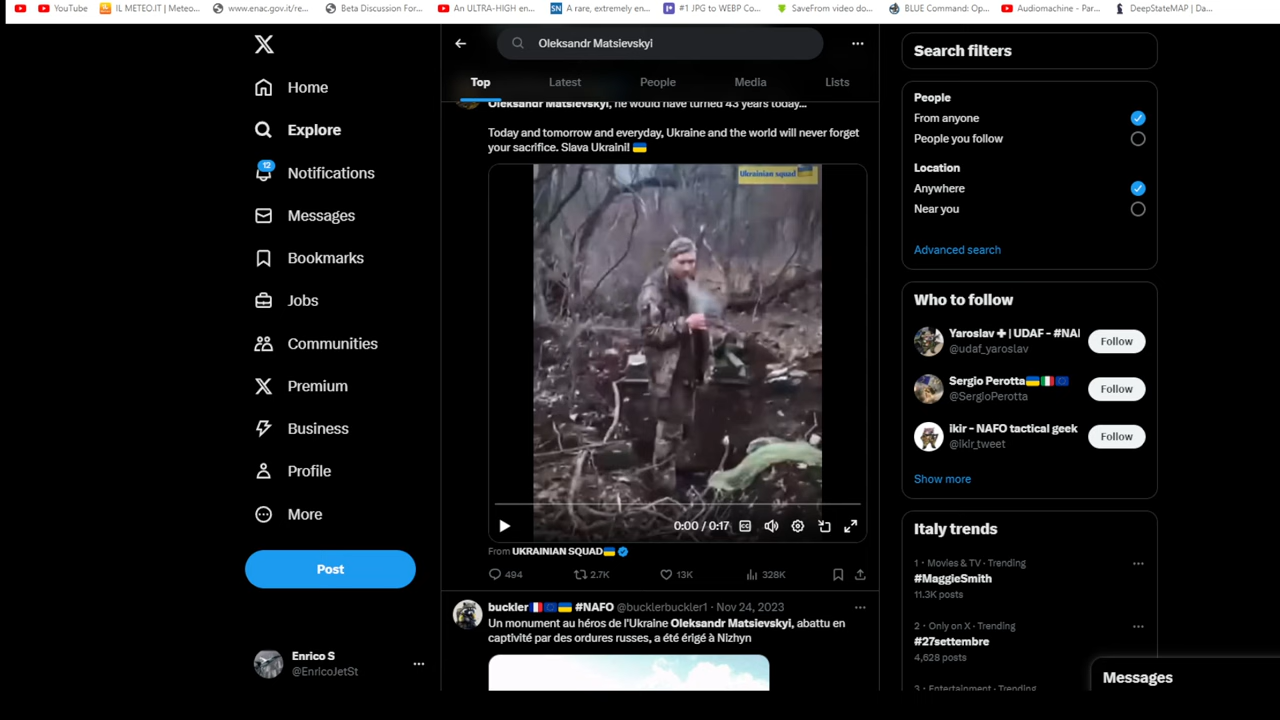 YouTube
IL METEO.IT | Meteo...
www.enac.gov.it/re...
Beta Discussion For...
An ULTRA-HIGH en...
A rare, extremely en...
#1 JPG to WEBP Co...
SaveFrom video do...
BLUE Command: Op...
Audiomachine - Par...
DeepStateMAP | Da...
Home
Explore
12
Notifications
Messages
Bookmarks
Jobs
Communities
Premium
Business
Profile
More
Post
Enrico S
@EnricoJetSt
Oleksandr Matsievskyi
Top
Latest
People
Media
Lists
Oleksandr Matsievskyi, he would have turned 43 years today...
Today and tomorrow and everyday, Ukraine and the world will never forget
your sacrifice. Slava Ukraini! 🇺🇦
Ukrainian squad
0:00 / 0:17
From UKRAINIAN SQUAD🇺🇦
494
2.7K
13K
328K
buckler🇫🇷🇪🇺🇺🇦 #NAFO @bucklerbuckler1 · Nov 24, 2023
Un monument au héros de l'Ukraine Oleksandr Matsievskyi, abattu en
captivité par des ordures russes, a été érigé à Nizhyn
Search filters
People
From anyone
People you follow
Location
Anywhere
Near you
Advanced search
Who to follow
Yaroslav ✚ | UDAF - #NAI
@udaf_yaroslav
Follow
Sergio Perotta🇺🇦🇮🇹🇪🇺
@SergioPerotta
Follow
ikir - NAFO tactical geek
@ikir_tweet
Follow
Show more
Italy trends
1 · Movies & TV · Trending
#MaggieSmith
11.3K posts
2 · Only on X · Trending
#27settembre
4,628 posts
3 · Entertainment · Trending
Messages